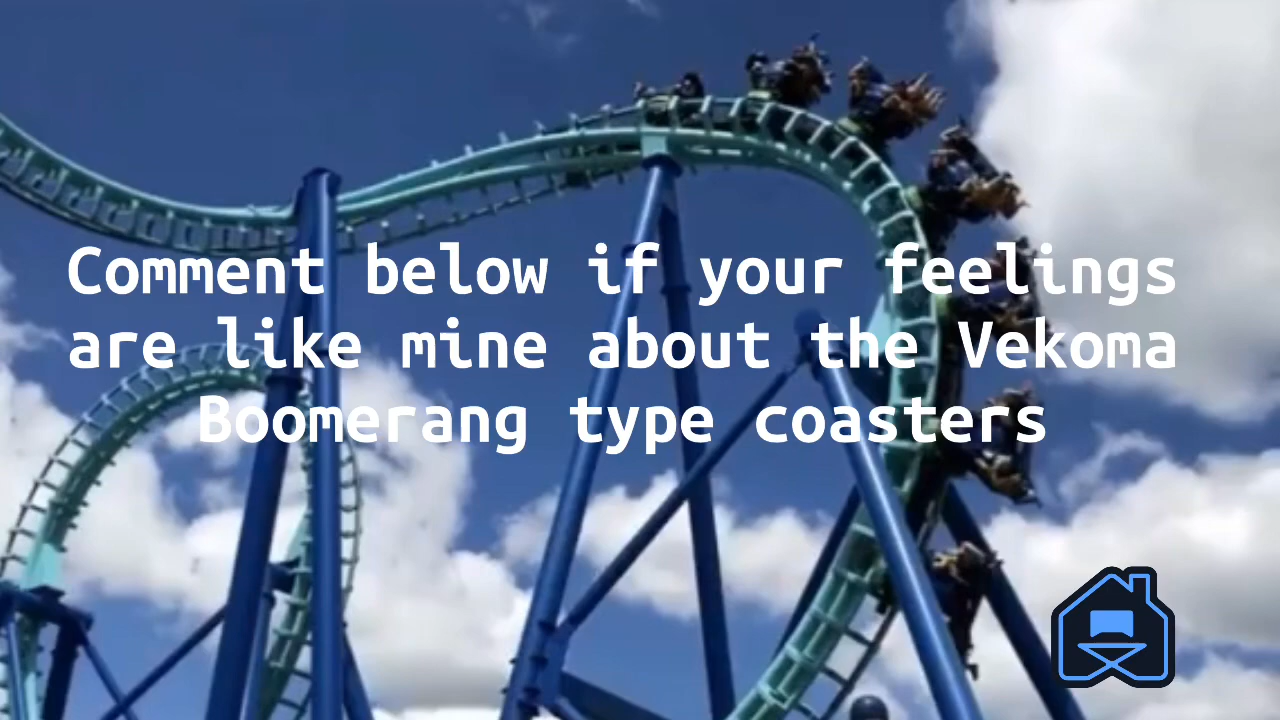 Comment below if your feelings
are like mine about the Vekoma
Boomerang type coasters